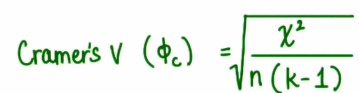 Cramer's V (ϕc) = √(χ² / n(k-1))